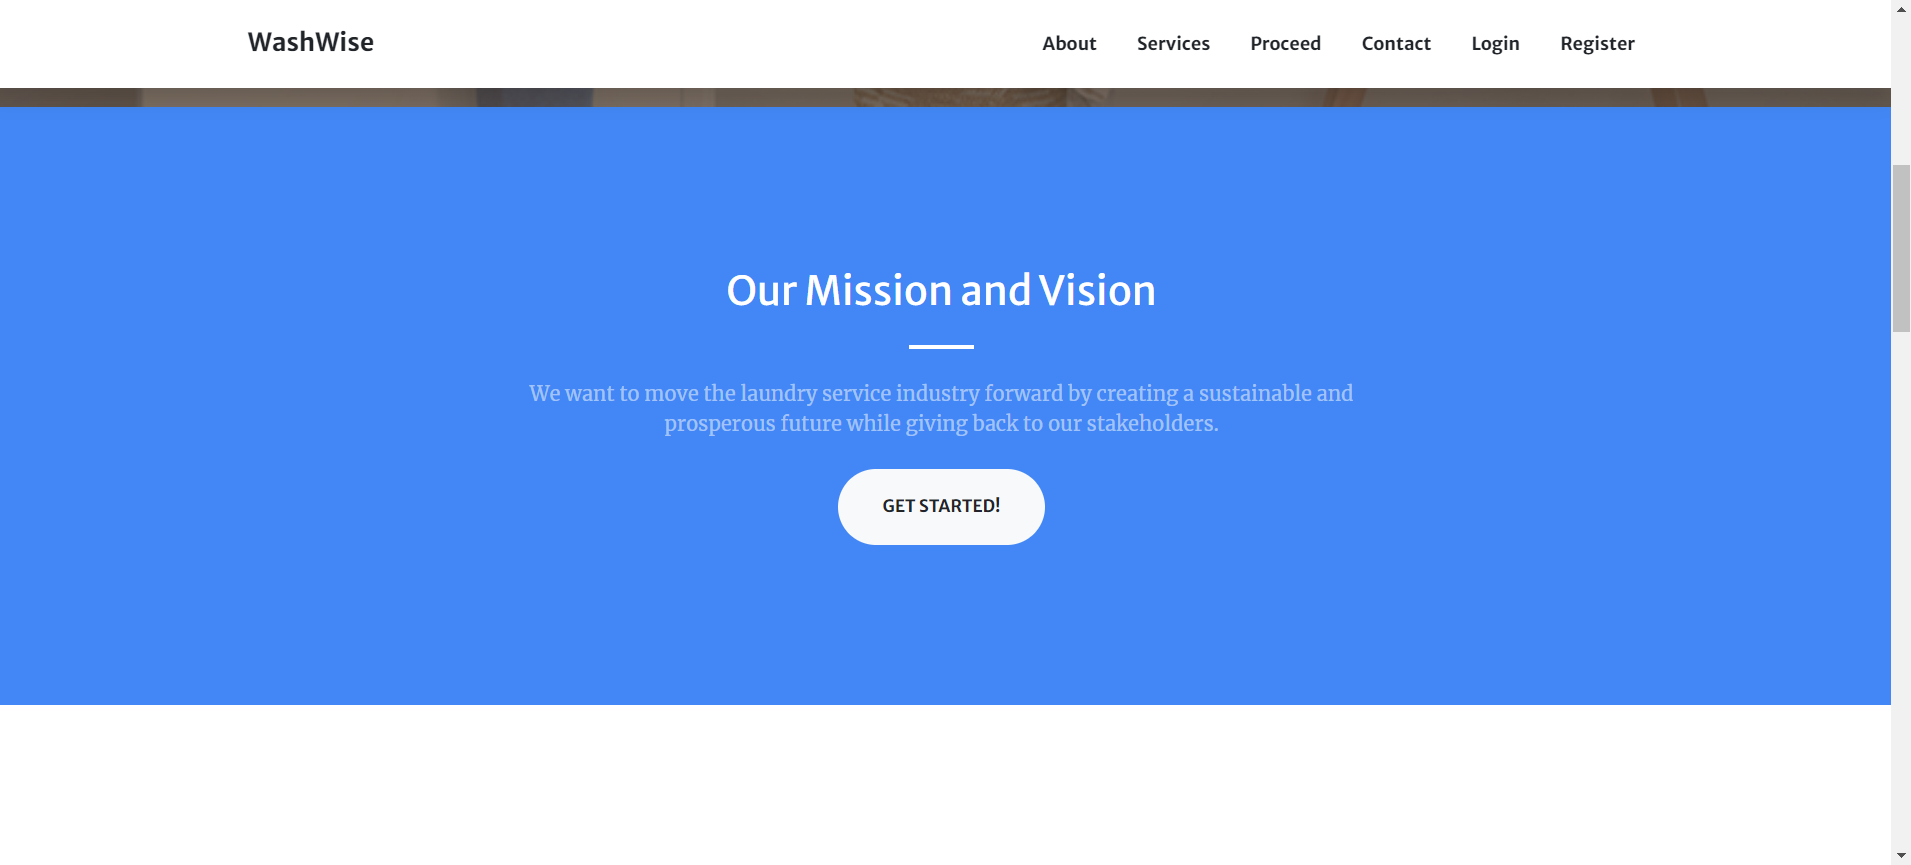 WashWise
About Services Proceed Contact Login Register
Our Mission and Vision
We want to move the laundry service industry forward by creating a sustainable and
prosperous future while giving back to our stakeholders.
GET STARTED!